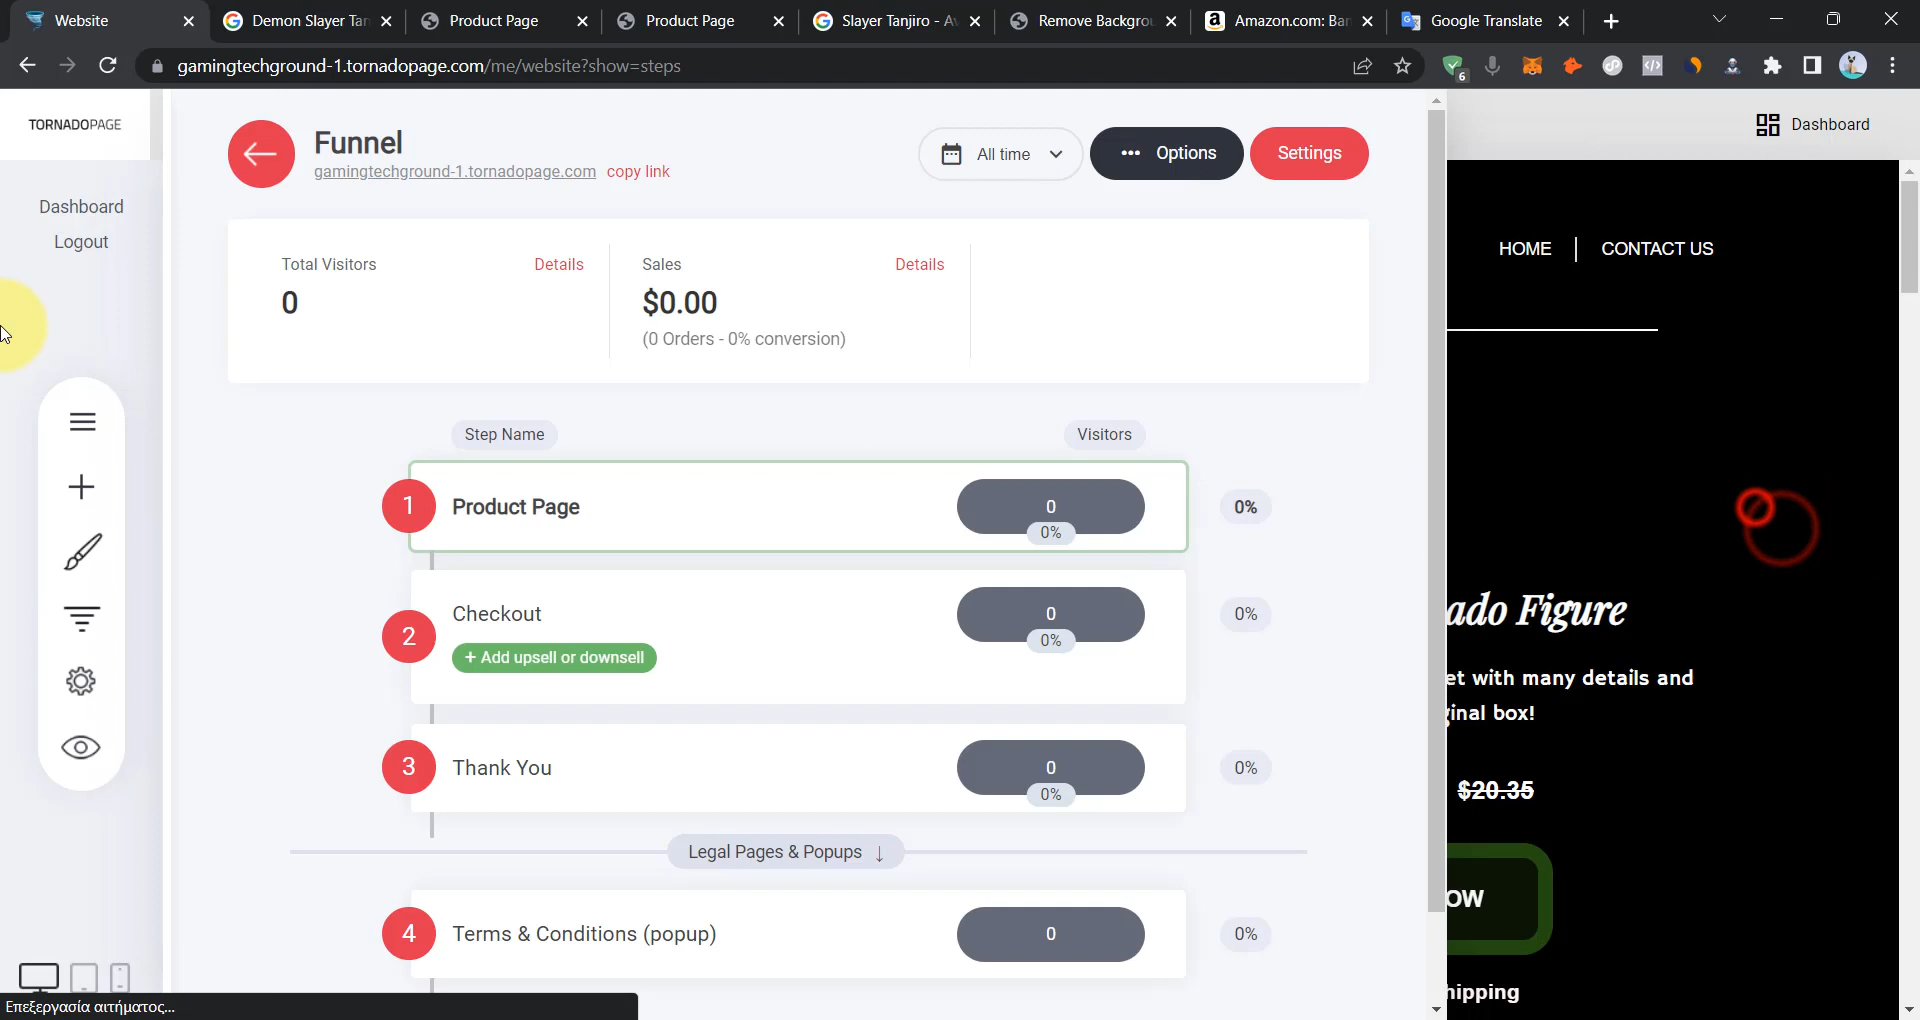 Website
Demon Slayer Tan
Product Page
Product Page
Slayer Tanjiro - A
Remove Backgro
Amazon.com: Ban
Google Translate
gamingtechground-1.tornadopage.com/me/website?show=steps
6
TORNADOPAGE
Dashboard
Logout
Funnel
gamingtechground-1.tornadopage.com copy link
All time
Options
Settings
Dashboard
HOME
CONTACT US
Total Visitors
Details
0
Sales
Details
$0.00
(0 Orders - 0% conversion)
Step Name
Visitors
1
Product Page
0
0%
0%
2
Checkout
+ Add upsell or downsell
0
0%
0%
3
Thank You
0
0%
0%
Legal Pages & Popups ↓
4
Terms & Conditions (popup)
0
0%
ado Figure
et with many details and
ginal box!
$20.35
OW
hipping
Επεξεργασία αιτήματος...